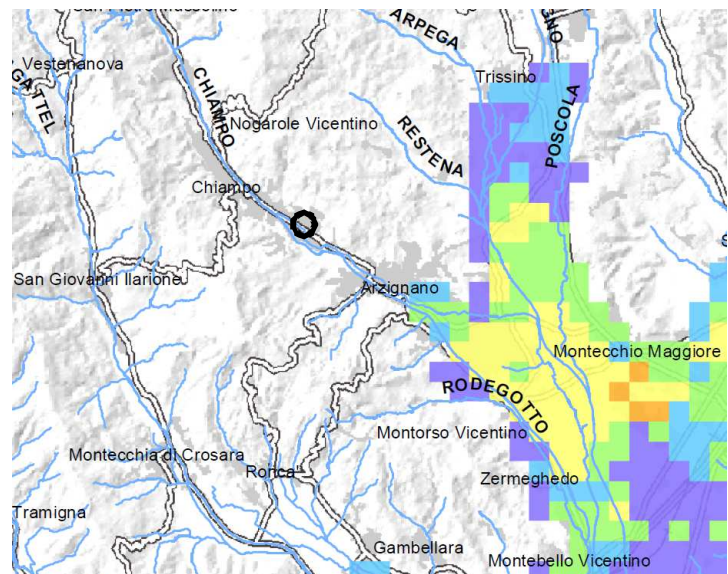 ARPEGA
Vestenanova
Trissino
CHIAMPO
POSCOLA
Nogarole Vicentino
RESTENA
Chiampo
San Giovanni Ilarione
Arzignano
Montecchio Maggiore
RODEGOTTO
Montorso Vicentino
Montecchia di Crosara
Ronca'
Zermeghedo
Tramigna
Gambellara
Montebello Vicentino